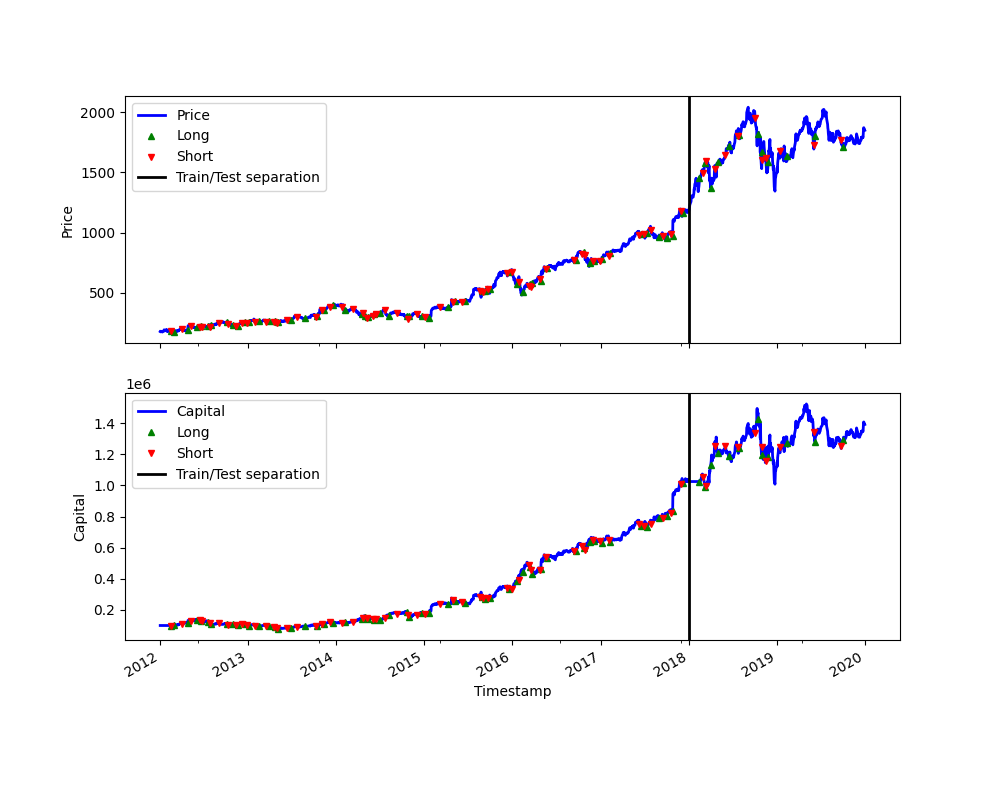 2000
1500
1000
500
Price
Price
Long
Short
Train/Test separation
1e6
1.4
1.2
1.0
0.8
0.6
0.4
0.2
Capital
Capital
Long
Short
Train/Test separation
2012
2013
2014
2015
2016
2017
2018
2019
2020
Timestamp